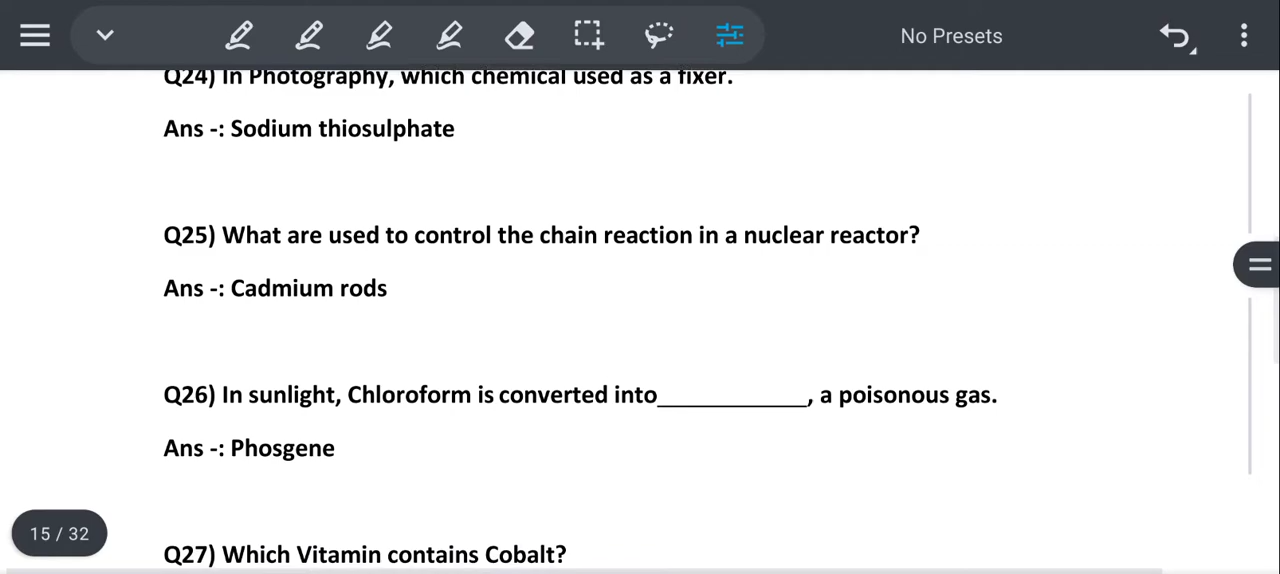 No Presets
Q24) In Photography, which chemical used as a fixer.
Ans -: Sodium thiosulphate
Q25) What are used to control the chain reaction in a nuclear reactor?
Ans -: Cadmium rods
Q26) In sunlight, Chloroform is converted into____________, a poisonous gas.
Ans -: Phosgene
15 / 32
Q27) Which Vitamin contains Cobalt?